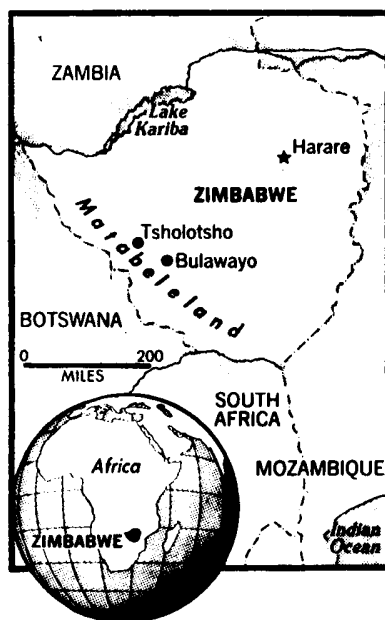 ZAMBIA
Lake
Kariba
Harare
ZIMBABWE
Matabeleland
Tsholotsho
Bulawayo
BOTSWANA
0 200
MILES
SOUTH
AFRICA
MOZAMBIQUE
Indian
Ocean
Africa
ZIMBABWE